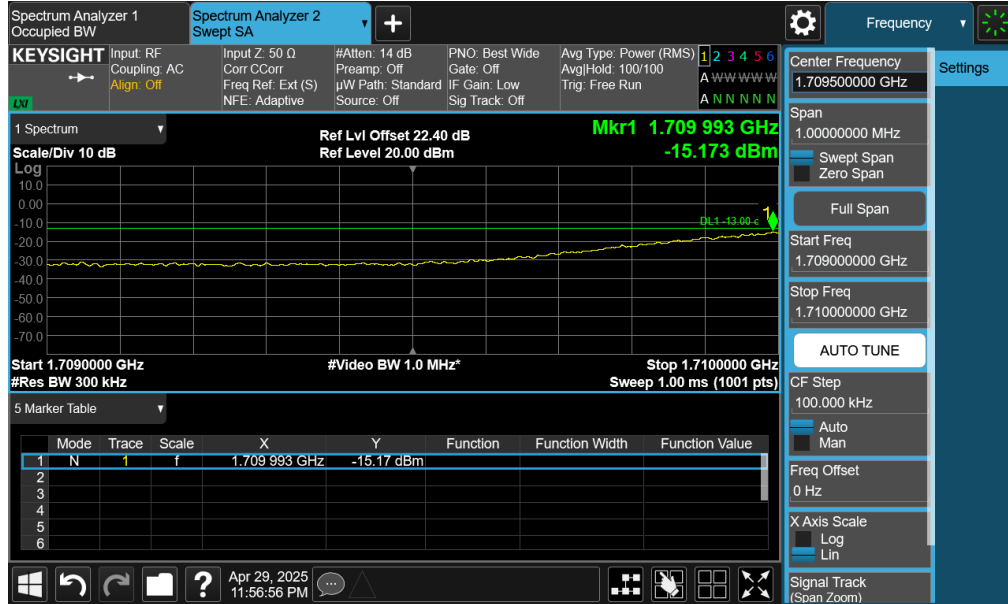 Spectrum Analyzer 1
Occupied BW
Spectrum Analyzer 2
Swept SA
Frequency
KEYSIGHT
LXI
Input: RF
Coupling: AC
Align: Off
Input Z: 50 Ω
Corr CCorr
Freq Ref: Ext (S)
NFE: Adaptive
#Atten: 14 dB
Preamp: Off
µW Path: Standard
Source: Off
PNO: Best Wide
Gate: Off
IF Gain: Low
Sig Track: Off
Avg Type: Power (RMS)
Avg|Hold: 100/100
Trig: Free Run
1 2 3 4 5 6
A W W W W W
A N N N N N
1 Spectrum
Scale/Div 10 dB
Ref Lvl Offset 22.40 dB
Ref Level 20.00 dBm
Mkr1 1.709 993 GHz
-15.173 dBm
Log
10.0
0.00
-10.0
-20.0
-30.0
-40.0
-50.0
-60.0
-70.0
1
DL1 -13.00 c
Start 1.7090000 GHz
#Video BW 1.0 MHz*
Stop 1.7100000 GHz
#Res BW 300 kHz
Sweep 1.00 ms (1001 pts)
5 Marker Table
Mode Trace Scale X Y Function Function Width Function Value
1 N 1 f 1.709 993 GHz -15.17 dBm
2
3
4
5
6
Center Frequency
1.709500000 GHz
Span
1.00000000 MHz
Swept Span
Zero Span
Full Span
Start Freq
1.709000000 GHz
Stop Freq
1.710000000 GHz
AUTO TUNE
CF Step
100.000 kHz
Auto
Man
Freq Offset
0 Hz
X Axis Scale
Log
Lin
Signal Track
(Span Zoom)
Settings
?
Apr 29, 2025
11:56:56 PM